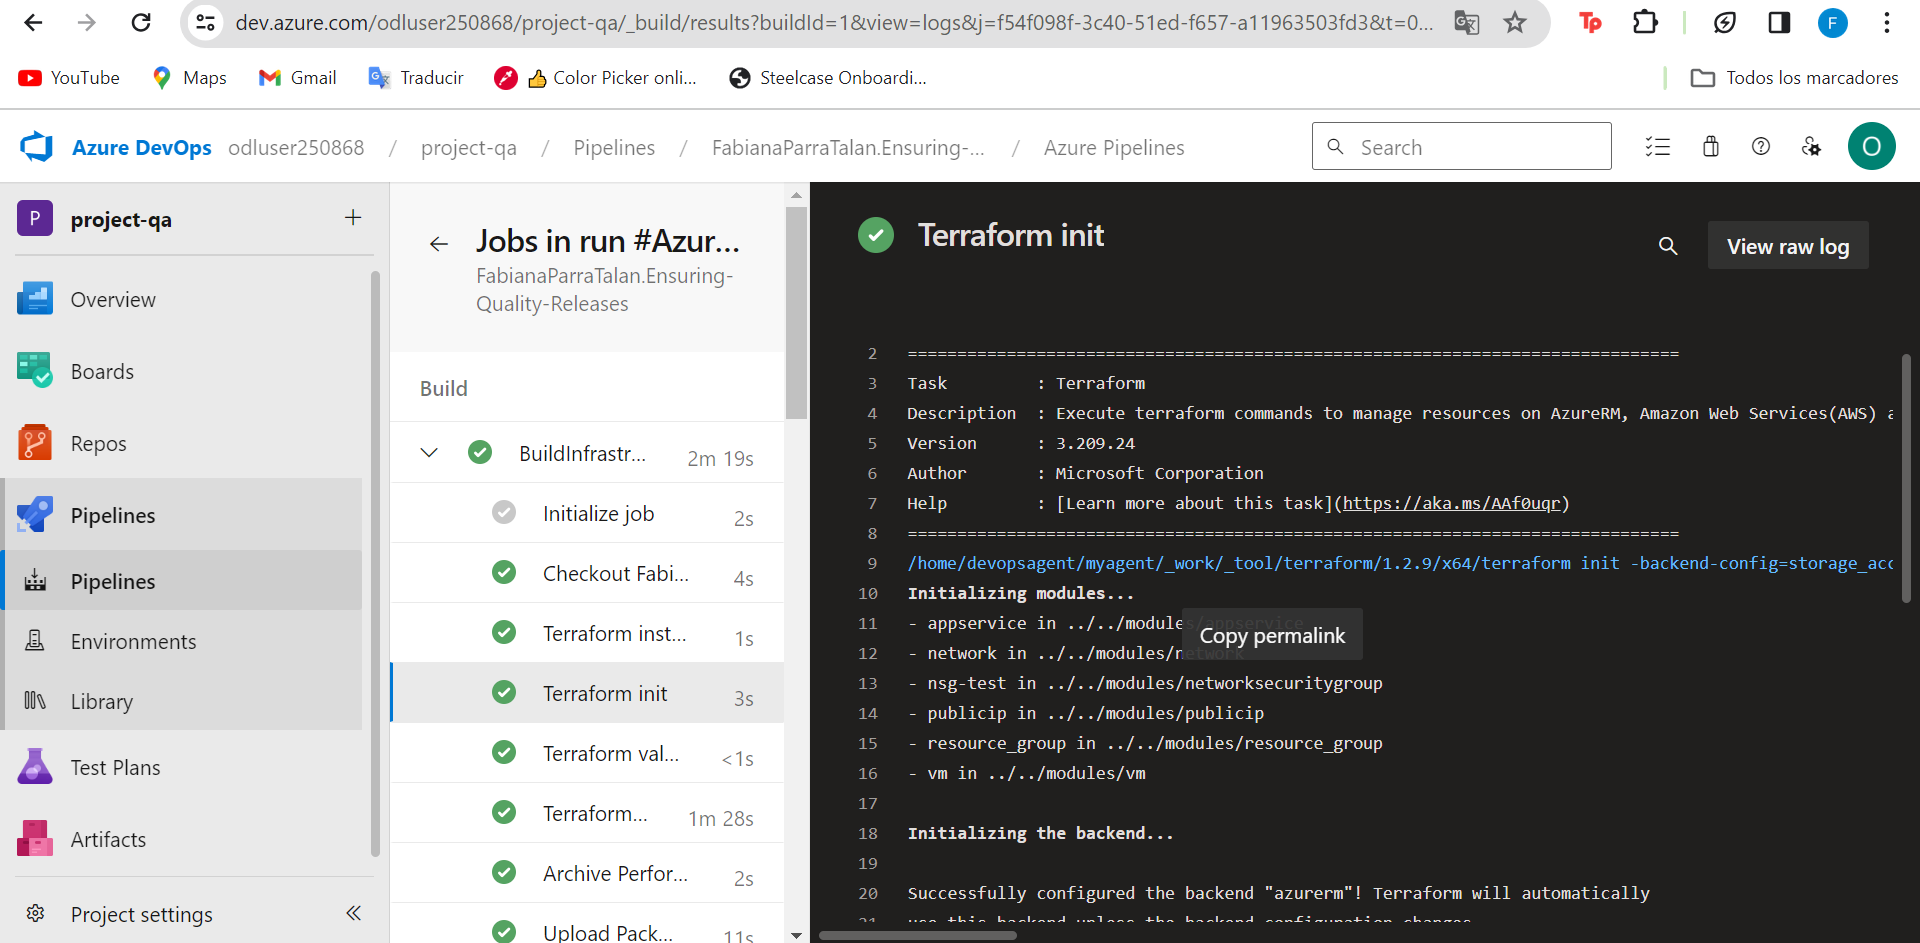 dev.azure.com/odluser250868/project-qa/_build/results?buildId=1&view=logs&j=f54f098f-3c40-51ed-f657-a11963503fd3&t=0...
F
YouTube
Maps
Gmail
Traducir
👍 Color Picker onli...
Steelcase Onboardi...
Todos los marcadores
Azure DevOps odluser250868 / project-qa / Pipelines / FabianaParraTalan.Ensuring-... / Azure Pipelines
Search
O
P project-qa +
Overview
Boards
Repos
Pipelines
Pipelines
Environments
Library
Test Plans
Artifacts
Project settings
Jobs in run #Azur...
FabianaParraTalan.Ensuring-
Quality-Releases
Build
BuildInfrastr... 2m 19s
Initialize job 2s
Checkout Fabi... 4s
Terraform inst... 1s
Terraform init 3s
Terraform val... <1s
Terraform... 1m 28s
Archive Perfor... 2s
Upload Pack... 11s
Terraform init
View raw log
2 ==============================================================================
3 Task : Terraform
4 Description : Execute terraform commands to manage resources on AzureRM, Amazon Web Services(AWS) a
5 Version : 3.209.24
6 Author : Microsoft Corporation
7 Help : [Learn more about this task](https://aka.ms/AAf0uqr)
8 ==============================================================================
9 /home/devopsagent/myagent/_work/_tool/terraform/1.2.9/x64/terraform init -backend-config=storage_acc
10 Initializing modules...
11 - appservice in ../../modules/appservice
Copy permalink
12 - network in ../../modules/network
13 - nsg-test in ../../modules/networksecuritygroup
14 - publicip in ../../modules/publicip
15 - resource_group in ../../modules/resource_group
16 - vm in ../../modules/vm
17
18 Initializing the backend...
19
20 Successfully configured the backend "azurerm"! Terraform will automatically
21 use this backend unless the backend configuration changes.